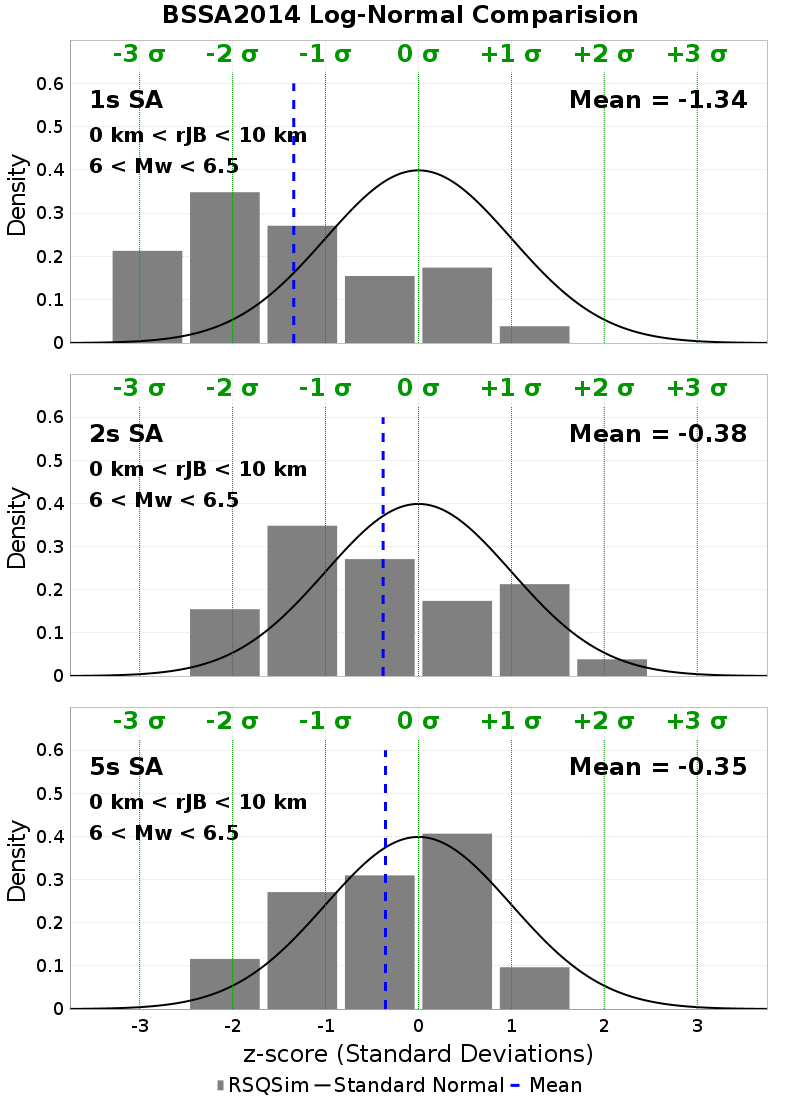 BSSA2014 Log-Normal Comparision
-3 σ -2 σ -1 σ 0 σ +1 σ +2 σ +3 σ
0.6
1s SA Mean = -1.34
0.5
0 km < rJB < 10 km
6 < Mw < 6.5
0.4
0.3
0.2
0.1
0
Density
-3 σ -2 σ -1 σ 0 σ +1 σ +2 σ +3 σ
0.6
2s SA Mean = -0.38
0.5
0 km < rJB < 10 km
6 < Mw < 6.5
0.4
0.3
0.2
0.1
0
Density
-3 σ -2 σ -1 σ 0 σ +1 σ +2 σ +3 σ
0.6
5s SA Mean = -0.35
0.5
0 km < rJB < 10 km
6 < Mw < 6.5
0.4
0.3
0.2
0.1
0
Density
-3 -2 -1 0 1 2 3
z-score (Standard Deviations)
RSQSim Standard Normal Mean